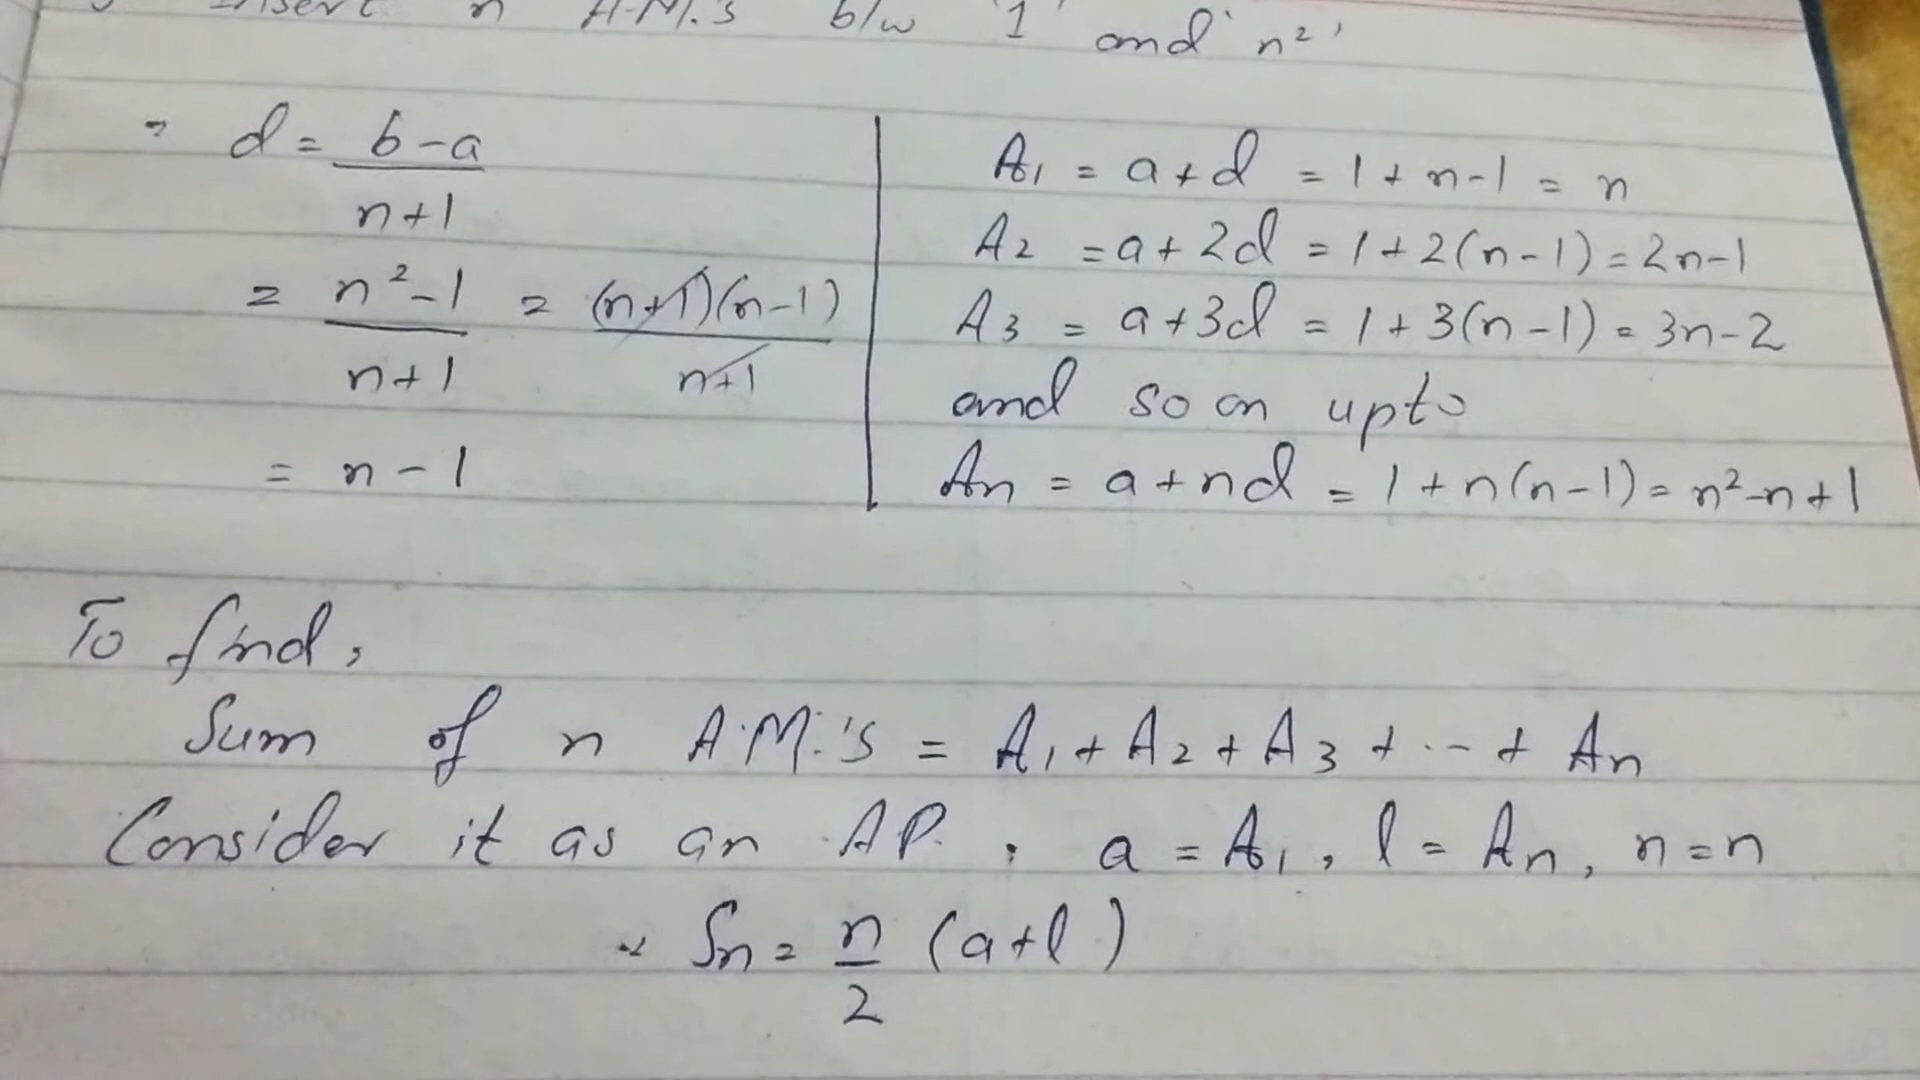 Insert n A.M.'s b/w '1' and 'n²'
d = b-a
n+1
= n²-1 = (n+1)(n-1)
n+1 n+1
= n-1
A1 = a+d = 1+n-1 = n
A2 = a+2d = 1+2(n-1) = 2n-1
A3 = a+3d = 1+3(n-1) = 3n-2
and so on upto
An = a+nd = 1+n(n-1) = n²-n+1
To find,
Sum of n A.M.'s = A1+A2+A3+...+An
Consider it as an A.P. , a = A1, l = An, n=n
∴ Sn = n (a+l)
2